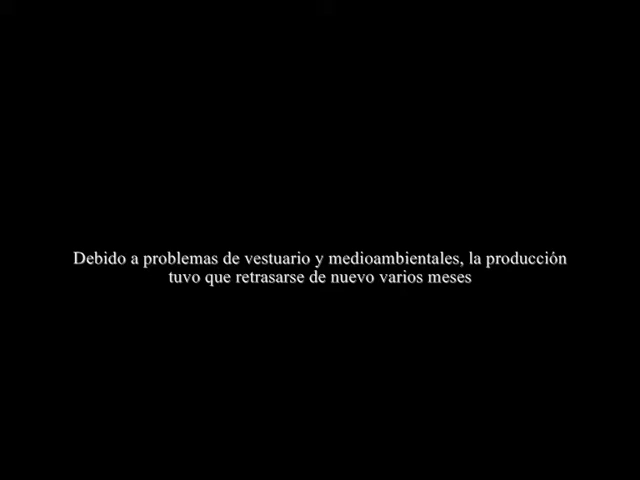 Debido a problemas de vestuario y medioambientales, la producción
tuvo que retrasarse de nuevo varios meses